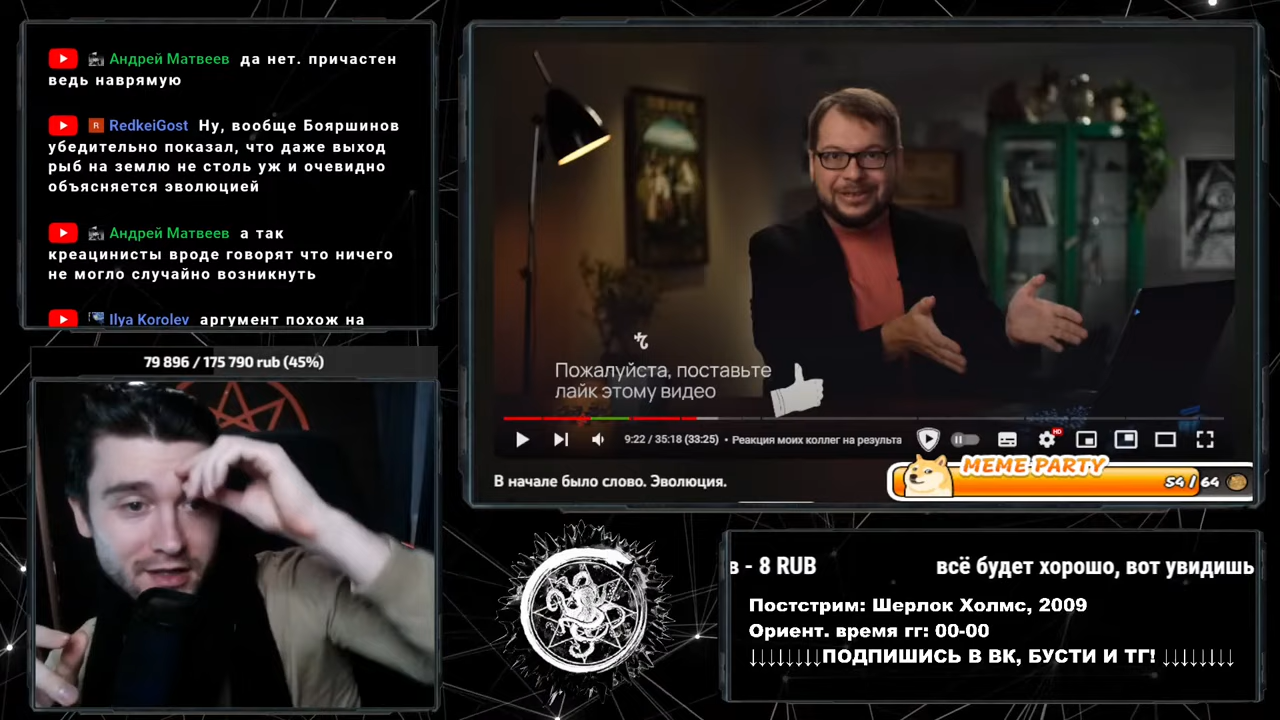 Андрей Матвеев да нет. причастен
ведь наврямую
R RedkeiGost Ну, вообще Бояршинов
убедительно показал, что даже выход
рыб на землю не столь уж и очевидно
объясняется эволюцией
Андрей Матвеев а так
креацинисты вроде говорят что ничего
не могло случайно возникнуть
Ilya Korolev аргумент похож на
79 896 / 175 790 rub (45%)
Пожалуйста, поставьте
лайк этому видео
9:22 / 35:18 (33:25) • Реакция моих коллег на результа
HD
В начале было слово. Эволюция.
MEME PARTY
54 / 64
в - 8 RUB всё будет хорошо, вот увидишь
Постстрим: Шерлок Холмс, 2009
Ориент. время гг: 00-00
↓↓↓↓↓↓↓↓ПОДПИШИСЬ В ВК, БУСТИ И ТГ! ↓↓↓↓↓↓↓↓